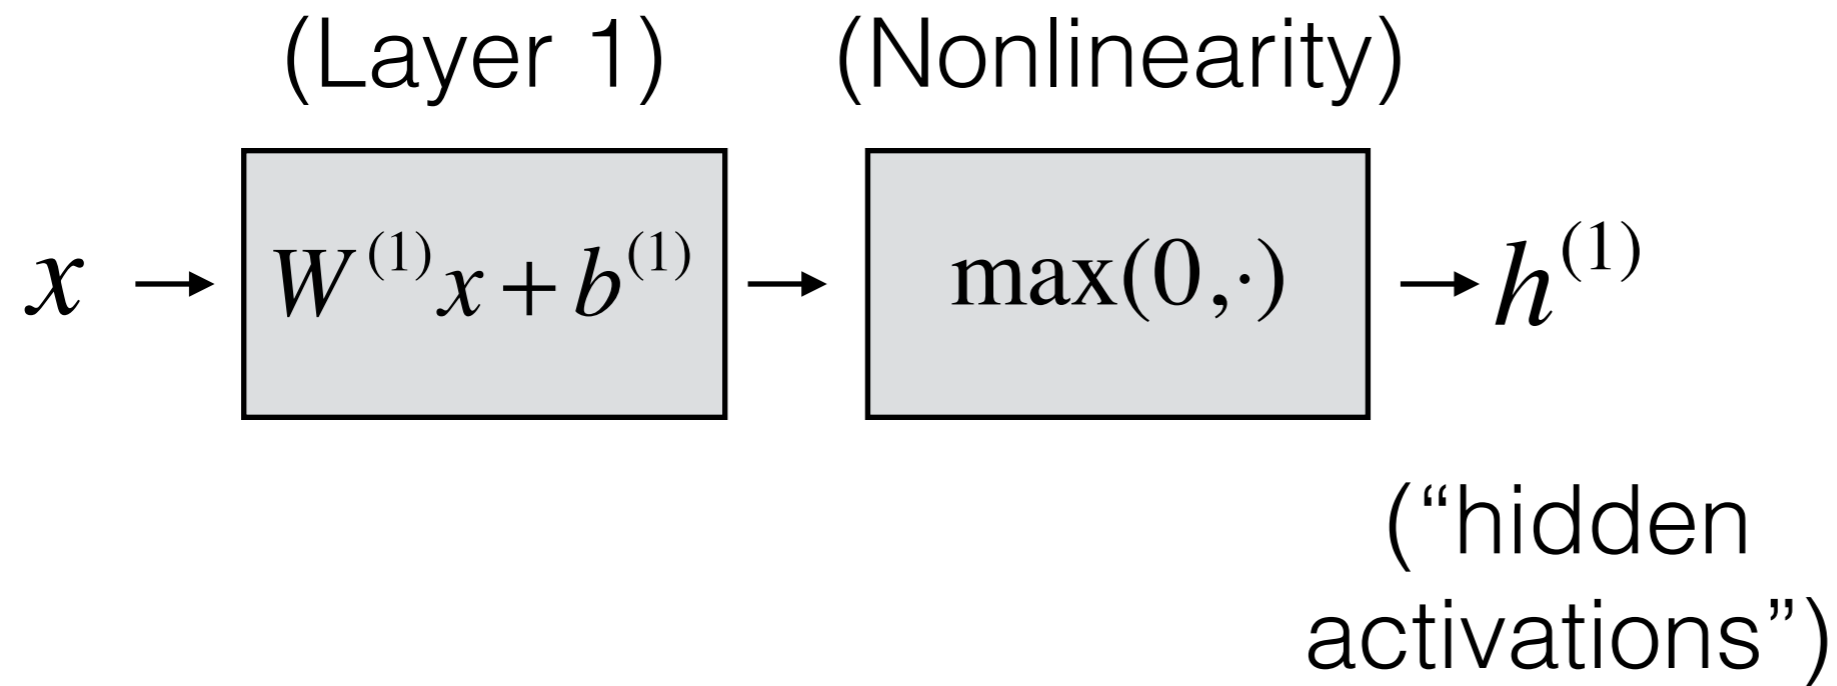 (Layer 1) (Nonlinearity)
x → W⁽¹⁾x + b⁽¹⁾ → max(0,·) → h⁽¹⁾
(“hidden
activations”)